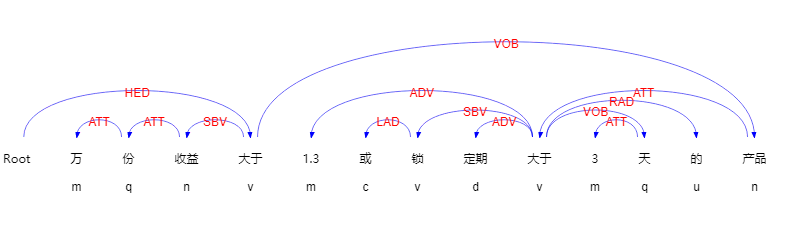 VOB
HED ADV ATT
RAD
SBV VOB
ATT ATT SBV LAD ADV ATT
Root 万 份 收益 大于 1.3 或 锁 定期 大于 3 天 的 产品
m q n v m c v d v m q u n